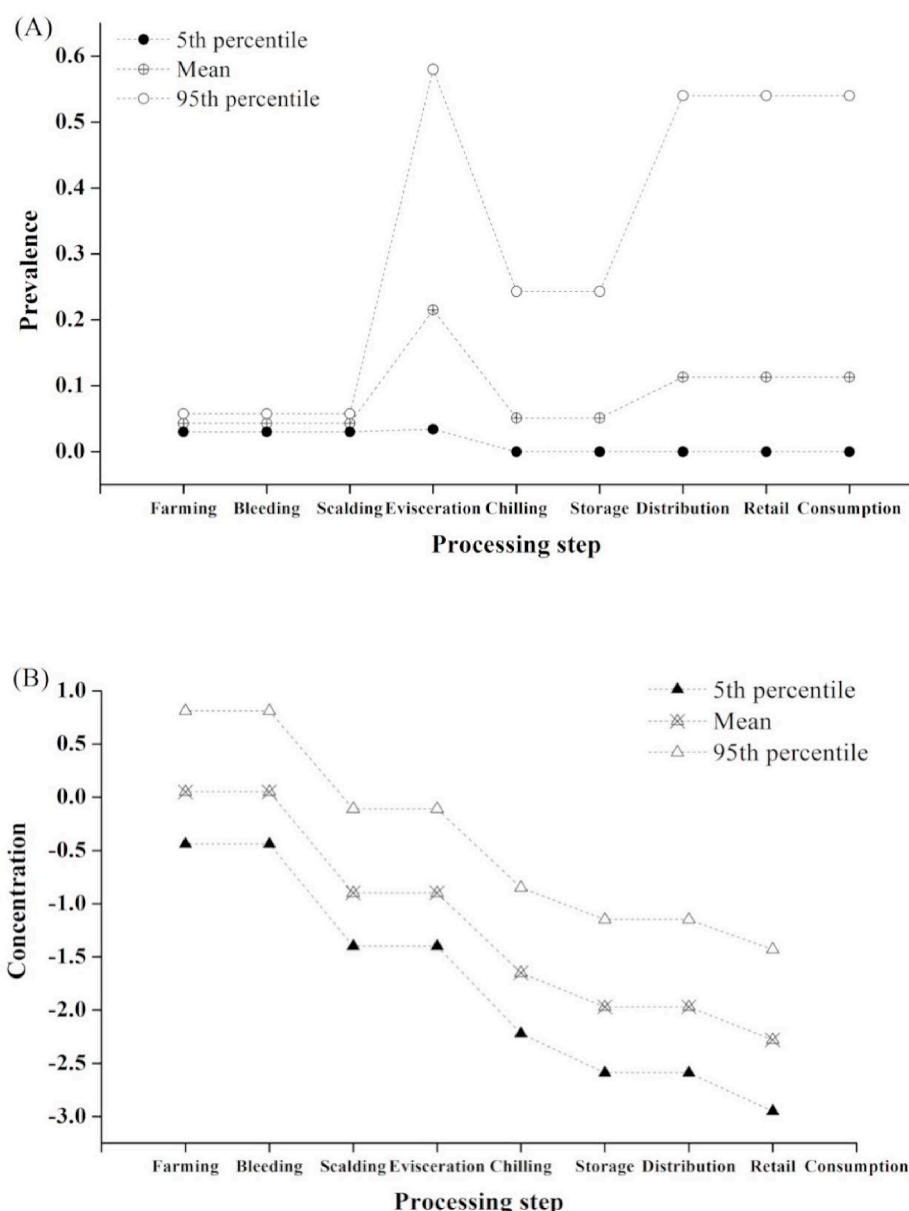 (A)
5th percentile
Mean
95th percentile
0.6
0.5
0.4
0.3
0.2
0.1
0.0
Prevalence
Farming Bleeding Scalding Evisceration Chilling Storage Distribution Retail Consumption
Processing step
(B)
5th percentile
Mean
95th percentile
1.0
0.5
0.0
-0.5
-1.0
-1.5
-2.0
-2.5
-3.0
Concentration
Farming Bleeding Scalding Evisceration Chilling Storage Distribution Retail Consumption
Processing step